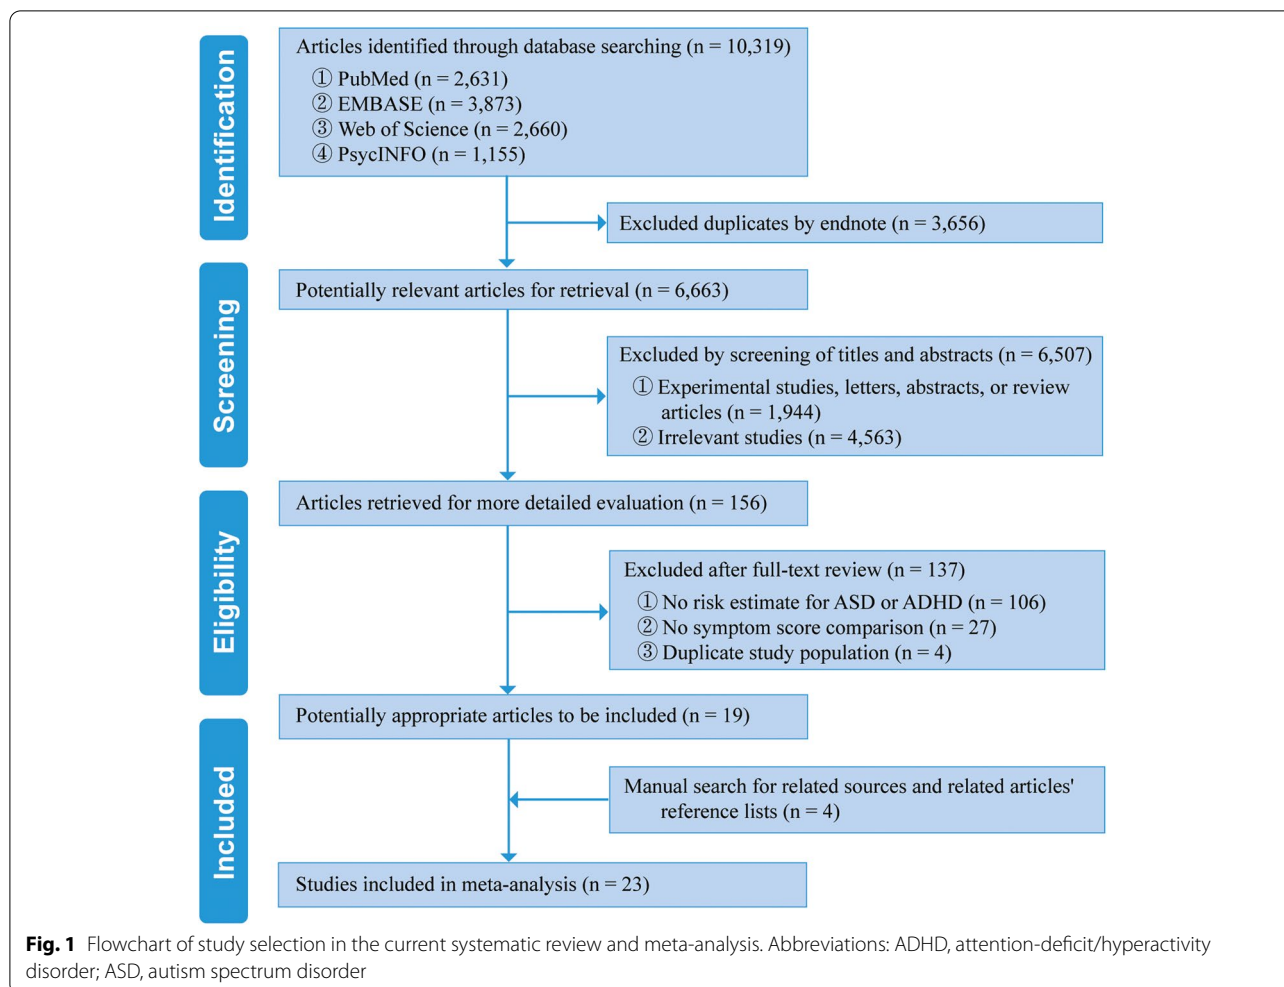 Identification
Articles identified through database searching (n = 10,319)
① PubMed (n = 2,631)
② EMBASE (n = 3,873)
③ Web of Science (n = 2,660)
④ PsycINFO (n = 1,155)
Excluded duplicates by endnote (n = 3,656)
Screening
Potentially relevant articles for retrieval (n = 6,663)
Excluded by screening of titles and abstracts (n = 6,507)
① Experimental studies, letters, abstracts, or review
articles (n = 1,944)
② Irrelevant studies (n = 4,563)
Eligibility
Articles retrieved for more detailed evaluation (n = 156)
Excluded after full-text review (n = 137)
① No risk estimate for ASD or ADHD (n = 106)
② No symptom score comparison (n = 27)
③ Duplicate study population (n = 4)
Included
Potentially appropriate articles to be included (n = 19)
Manual search for related sources and related articles'
reference lists (n = 4)
Studies included in meta-analysis (n = 23)
Fig. 1 Flowchart of study selection in the current systematic review and meta-analysis. Abbreviations: ADHD, attention-deficit/hyperactivity
disorder; ASD, autism spectrum disorder